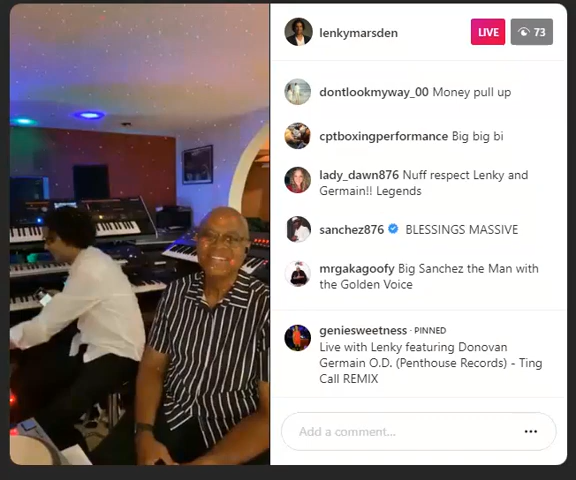 lenkymarsden
LIVE
73
dontlookmyway_00 Money pull up
cptboxingperformance Big big bi
lady_dawn876 Nuff respect Lenky and
Germain!! Legends
sanchez876 BLESSINGS MASSIVE
mrgakagoofy Big Sanchez the Man with
the Golden Voice
geniesweetness · PINNED
Live with Lenky featuring Donovan
Germain O.D. (Penthouse Records) - Ting
Call REMIX
Add a comment...